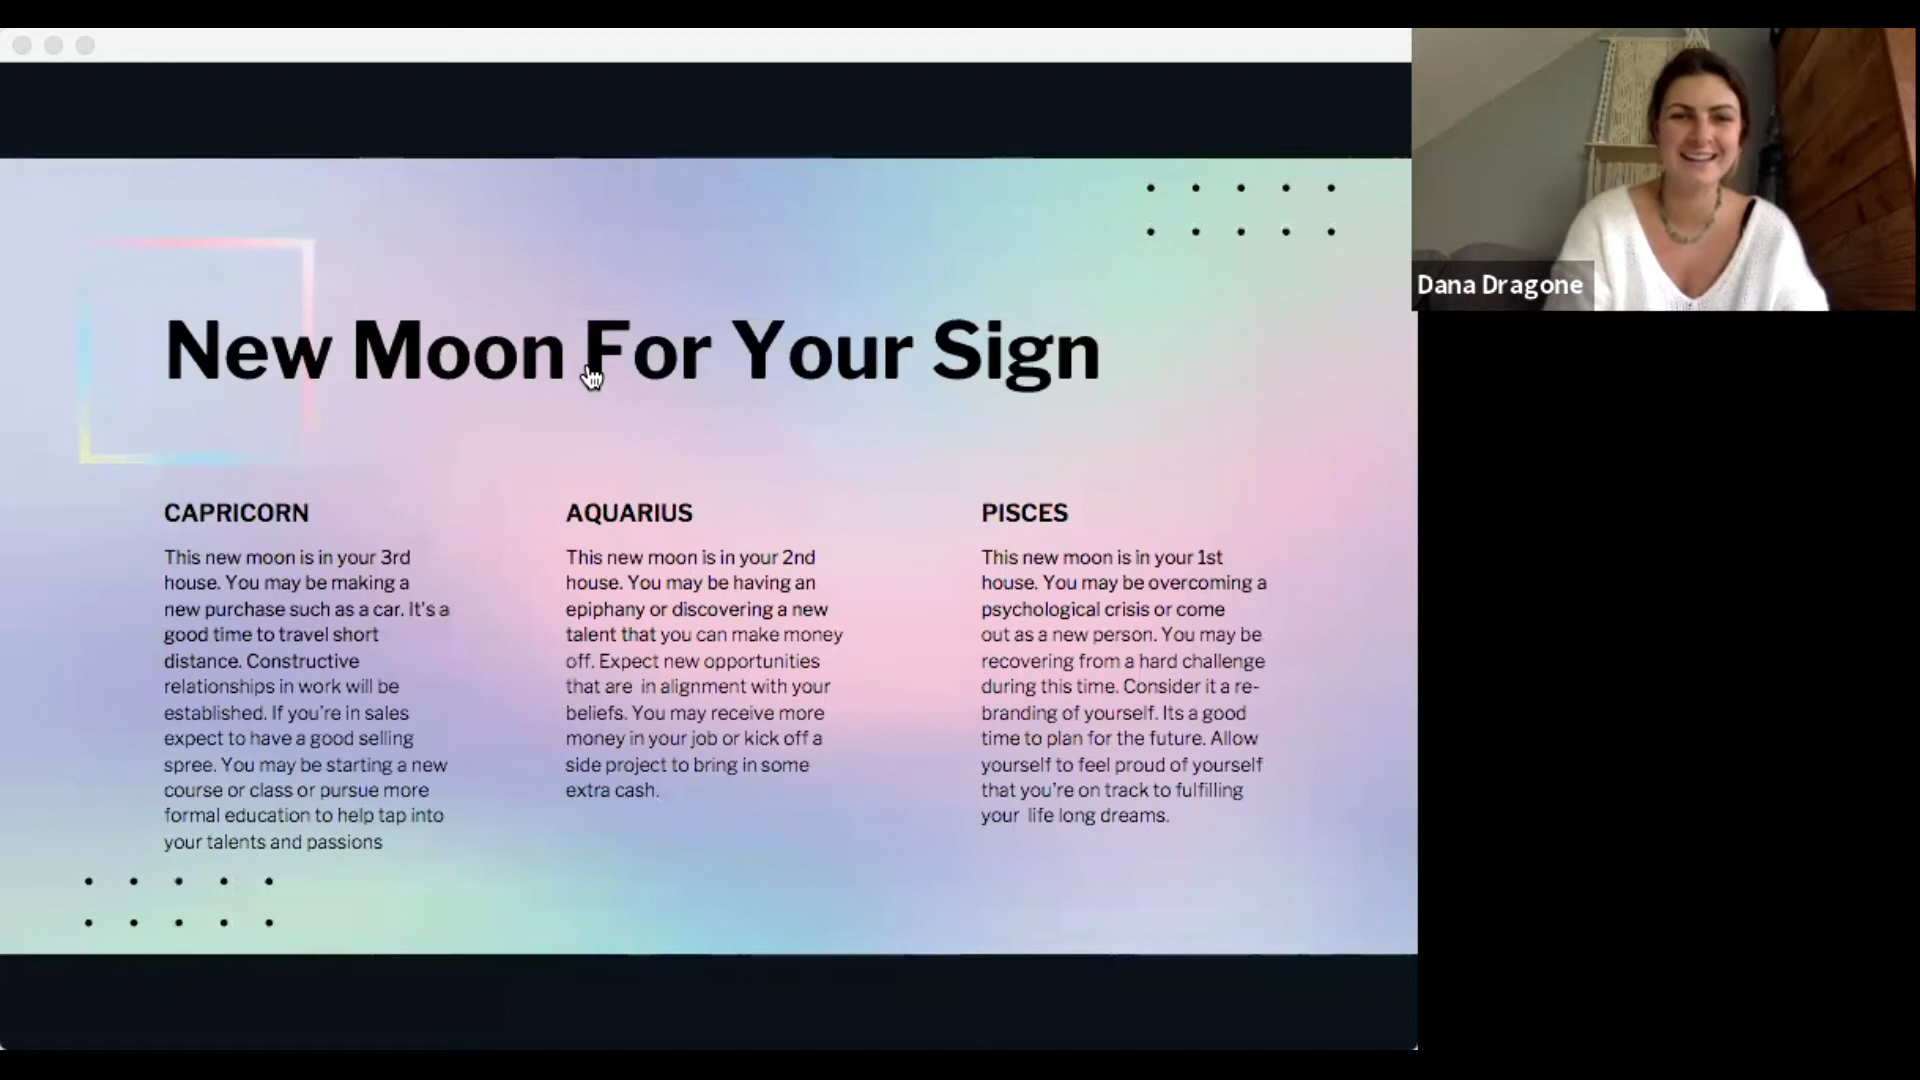 New Moon For Your Sign
CAPRICORN
This new moon is in your 3rd
house. You may be making a
new purchase such as a car. It's a
good time to travel short
distance. Constructive
relationships in work will be
established. If you're in sales
expect to have a good selling
spree. You may be starting a new
course or class or pursue more
formal education to help tap into
your talents and passions
AQUARIUS
This new moon is in your 2nd
house. You may be having an
epiphany or discovering a new
talent that you can make money
off. Expect new opportunities
that are in alignment with your
beliefs. You may receive more
money in your job or kick off a
side project to bring in some
extra cash.
PISCES
This new moon is in your 1st
house. You may be overcoming a
psychological crisis or come
out as a new person. You may be
recovering from a hard challenge
during this time. Consider it a re-
branding of yourself. Its a good
time to plan for the future. Allow
yourself to feel proud of yourself
that you're on track to fulfilling
your life long dreams.
Dana Dragone